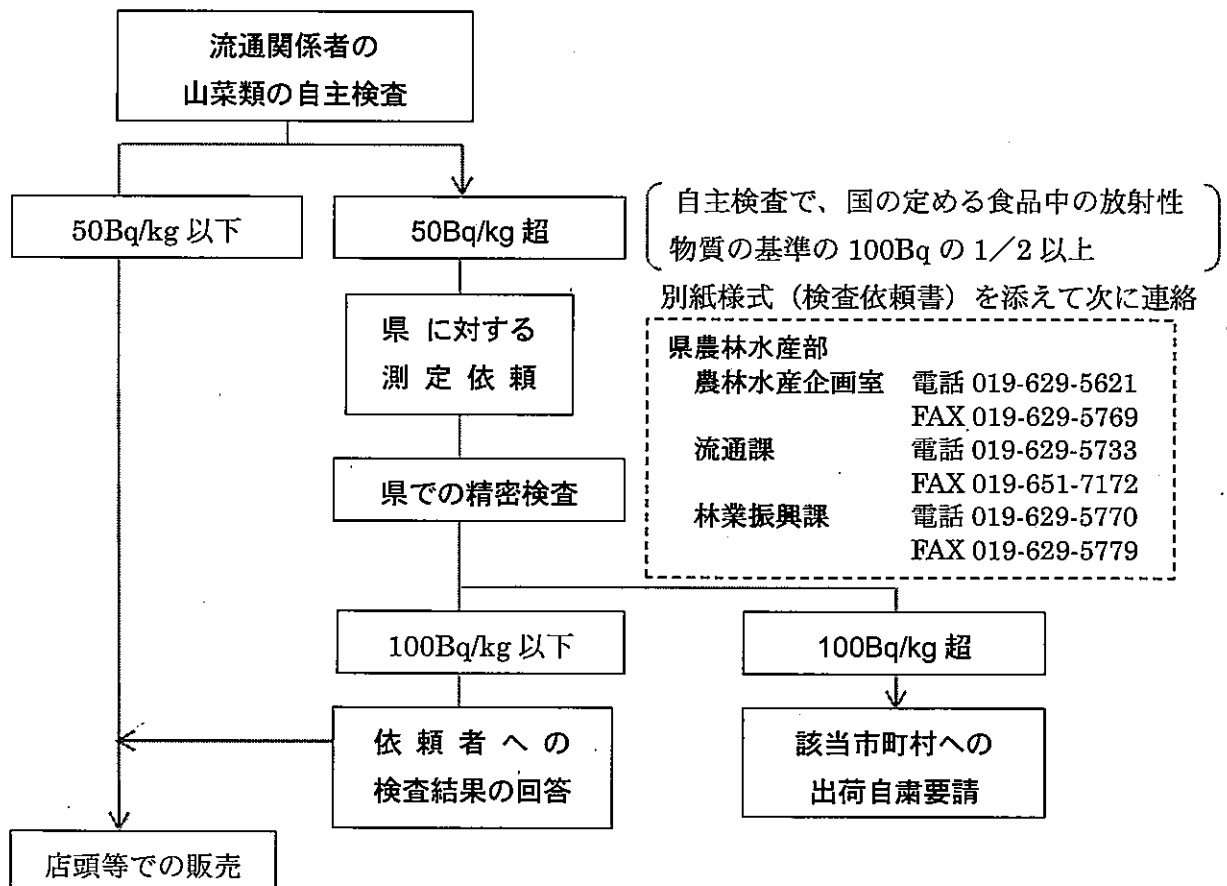 流通関係者の
山菜類の自主検査
50Bq/kg 以下
50Bq/kg 超
自主検査で、国の定める食品中の放射性
物質の基準の 100Bq の 1／2 以上
別紙様式（検査依頼書）を添えて次に連絡
県 に対する
測 定 依 頼
県農林水産部
農林水産企画室 電話 019-629-5621
FAX 019-629-5769
流通課 電話 019-629-5733
FAX 019-651-7172
林業振興課 電話 019-629-5770
FAX 019-629-5779
県での精密検査
100Bq/kg 以下
100Bq/kg 超
依 頼 者 へ の
検査結果の回答
該当市町村への
出荷自粛要請
店頭等での販売